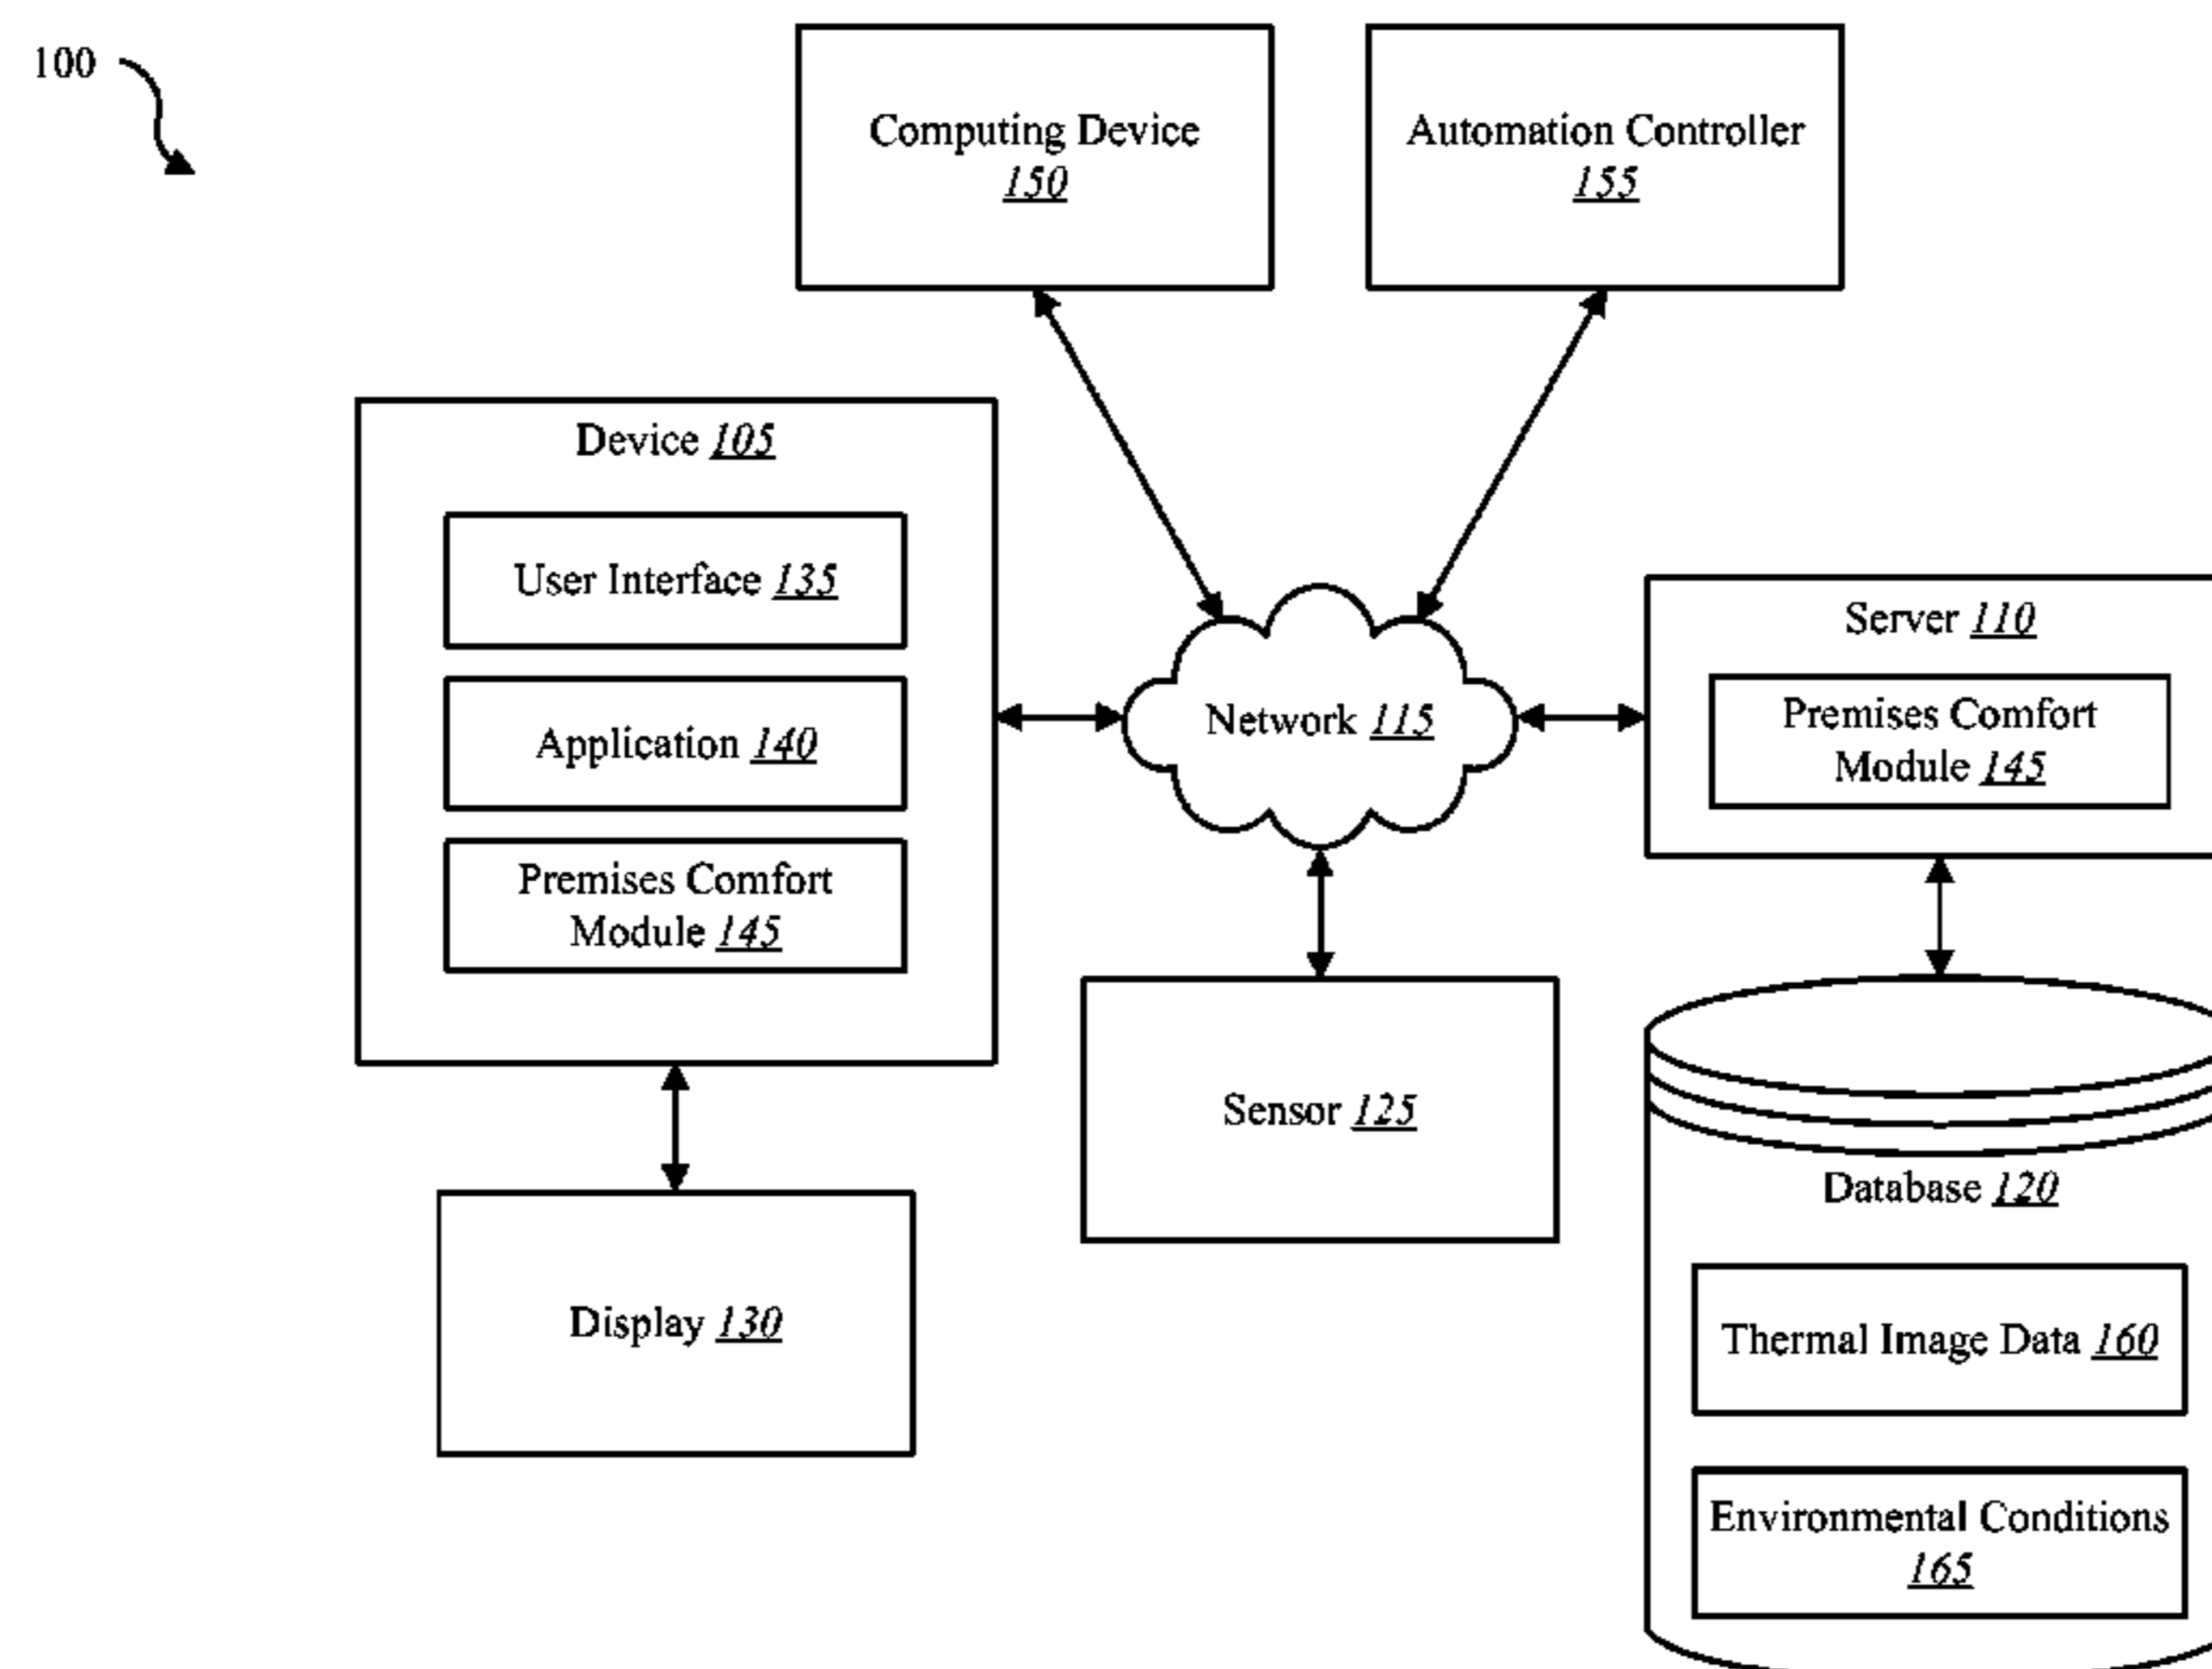 100
Computing Device
150
Automation Controller
155
Device 105
User Interface 135
Application 140
Premises Comfort
Module 145
Network 115
Server 110
Premises Comfort
Module 145
Sensor 125
Display 130
Database 120
Thermal Image Data 160
Environmental Conditions
165